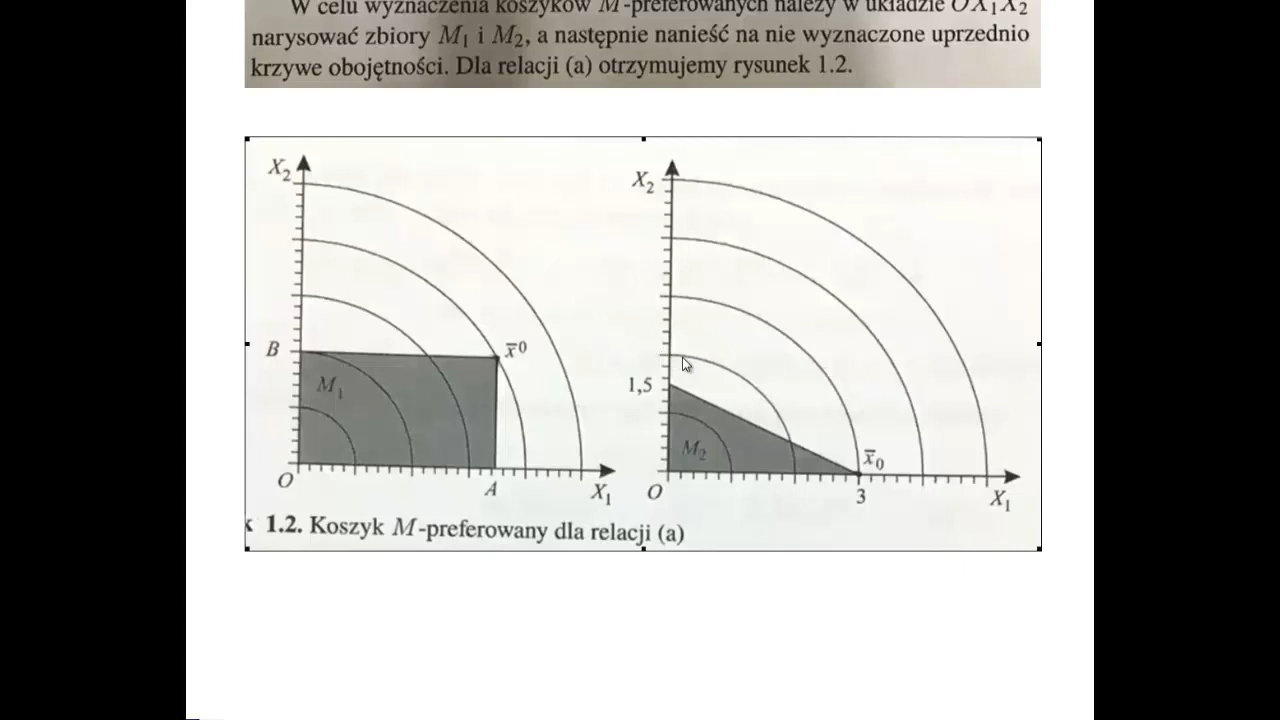 W celu wyznaczenia koszyków M-preferowanych należy w układzie OX₁X₂
narysować zbiory M₁ i M₂, a następnie nanieść na nie wyznaczone uprzednio
krzywe obojętności. Dla relacji (a) otrzymujemy rysunek 1.2.
X₂
B
M₁
x̅⁰
O
A
X₁
X₂
1,5
M₂
x̅₀
O
3
X₁
k 1.2. Koszyk M-preferowany dla relacji (a)